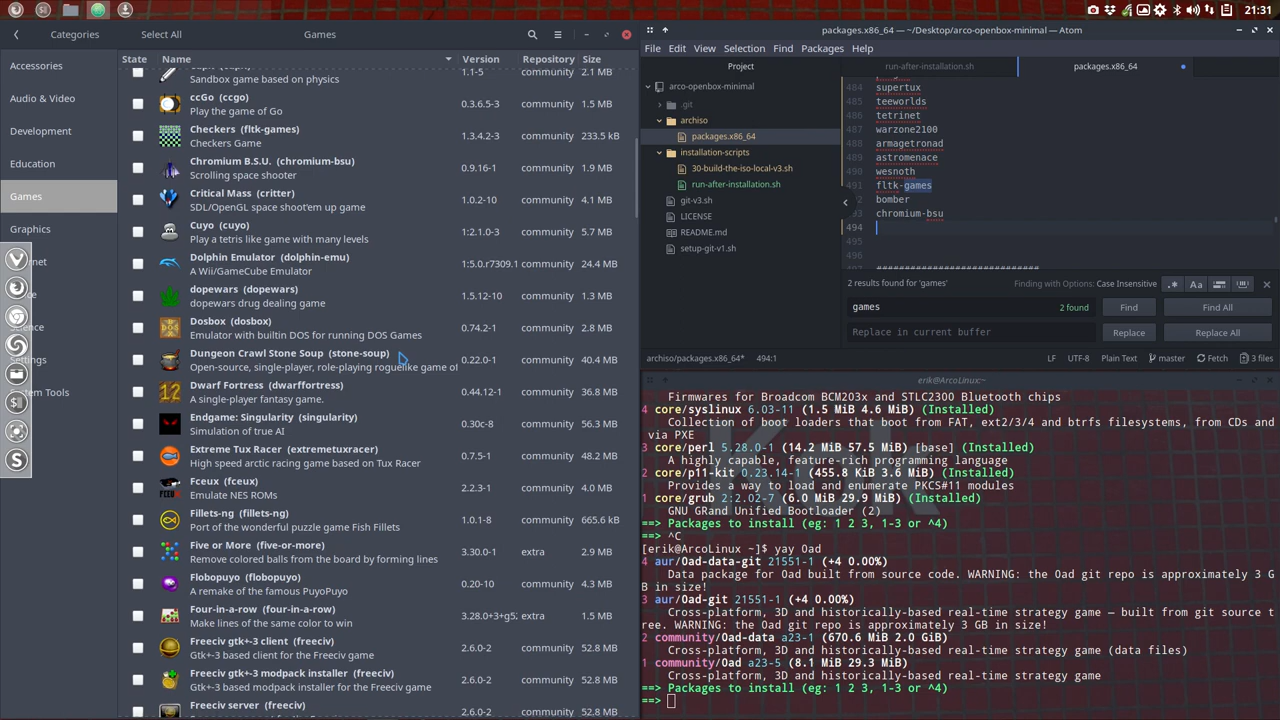 21:31
Categories
Select All
Games
Accessories
Audio & Video
Development
Education
Games
Graphics
Settings
State Name Version Repository Size
1.1-5 community 2.1 MB
Sandbox game based on physics
ccGo (ccgo) 0.3.6.5-3 community 1.5 MB
Play the game of Go
Checkers (fltk-games) 1.3.4.2-3 community 233.5 kB
Checkers Game
Chromium B.S.U. (chromium-bsu) 0.9.16-1 community 1.9 MB
Scrolling space shooter
Critical Mass (critter) 1.0.2-10 community 4.1 MB
SDL/OpenGL space shoot'em up game
Cuyo (cuyo) 1:2.1.0-3 community 5.7 MB
Play a tetris like game with many levels
Dolphin Emulator (dolphin-emu) 1:5.0.r7309.1 community 24.4 MB
A Wii/GameCube Emulator
dopewars (dopewars) 1.5.12-10 community 1.3 MB
dopewars drug dealing game
Dosbox (dosbox) 0.74.2-1 community 2.8 MB
Emulator with builtin DOS for running DOS Games
Dungeon Crawl Stone Soup (stone-soup) 0.22.0-1 community 40.4 MB
Open-source, single-player, role-playing roguelike game of
Dwarf Fortress (dwarffortress) 0.44.12-1 community 36.8 MB
A single-player fantasy game.
Endgame: Singularity (singularity) 0.30c-8 community 56.3 MB
Simulation of true AI
Extreme Tux Racer (extremetuxracer) 0.7.5-1 community 48.2 MB
High speed arctic racing game based on Tux Racer
Fceux (fceux) 2.2.3-1 community 4.0 MB
Emulate NES ROMs
Fillets-ng (fillets-ng) 1.0.1-8 community 665.6 kB
Port of the wonderful puzzle game Fish Fillets
Five or More (five-or-more) 3.30.0-1 extra 2.9 MB
Remove colored balls from the board by forming lines
Flobopuyo (flobopuyo) 0.20-10 community 4.3 MB
A remake of the famous PuyoPuyo
Four-in-a-row (four-in-a-row) 3.28.0+3+g5 extra 1.5 MB
Make lines of the same color to win
Freeciv gtk+-3 client (freeciv) 2.6.0-2 community 52.8 MB
Gtk+-3 based client for the Freeciv game
Freeciv gtk+-3 modpack installer (freeciv) 2.6.0-2 community 52.8 MB
Gtk+-3 based modpack installer for the Freeciv game
Freeciv server (freeciv) 2.6.0-2 community 52.8 MB
packages.x86_64 — ~/Desktop/arco-openbox-minimal — Atom
File Edit View Selection Find Packages Help
Project
arco-openbox-minimal
.git
archiso
packages.x86_64
installation-scripts
30-build-the-iso-local-v3.sh
run-after-installation.sh
git-v3.sh
LICENSE
README.md
setup-git-v1.sh
run-after-installation.sh
packages.x86_64
484 supertux
485 teeworlds
486 tetrinet
487 warzone2100
488 armagetronad
489 astromenace
490 wesnoth
491 fltk-games
bomber
chromium-bsu
494
495
496
############################
2 results found for 'games' Finding with Options: Case Insensitive
games 2 found Find Find All
Replace in current buffer Replace Replace All
archiso/packages.x86_64* 494:1 LF UTF-8 Plain Text master Fetch 3 files
erik@ArcoLinux:~
Firmwares for Broadcom BCM203x and STLC2300 Bluetooth chips
4 core/syslinux 6.03-11 (1.5 MiB 4.6 MiB) (Installed)
Collection of boot loaders that boot from FAT, ext2/3/4 and btrfs filesystems, from CDs and
via PXE
3 core/perl 5.28.0-1 (14.2 MiB 57.5 MiB) [base] (Installed)
A highly capable, feature-rich programming language
2 core/p11-kit 0.23.14-1 (455.8 KiB 3.6 MiB) (Installed)
Provides a way to load and enumerate PKCS#11 modules
1 core/grub 2:2.02-7 (6.0 MiB 29.9 MiB) (Installed)
GNU GRand Unified Bootloader (2)
==> Packages to install (eg: 1 2 3, 1-3 or ^4)
==> ^C
[erik@ArcoLinux ~]$ yay 0ad
4 aur/0ad-data-git 21551-1 (+4 0.00%)
Data package for 0ad built from source code. WARNING: the 0ad git repo is approximately 3 G
B in size!
3 aur/0ad-git 21551-1 (+4 0.00%)
Cross-platform, 3D and historically-based real-time strategy game — built from git source t
ree. WARNING: the 0ad git repo is approximately 3 GB in size!
2 community/0ad-data a23-1 (670.6 MiB 2.0 GiB)
Cross-platform, 3D and historically-based real-time strategy game (data files)
1 community/0ad a23-5 (8.1 MiB 29.3 MiB)
Cross-platform, 3D and historically-based real-time strategy game
==> Packages to install (eg: 1 2 3, 1-3 or ^4)
==>